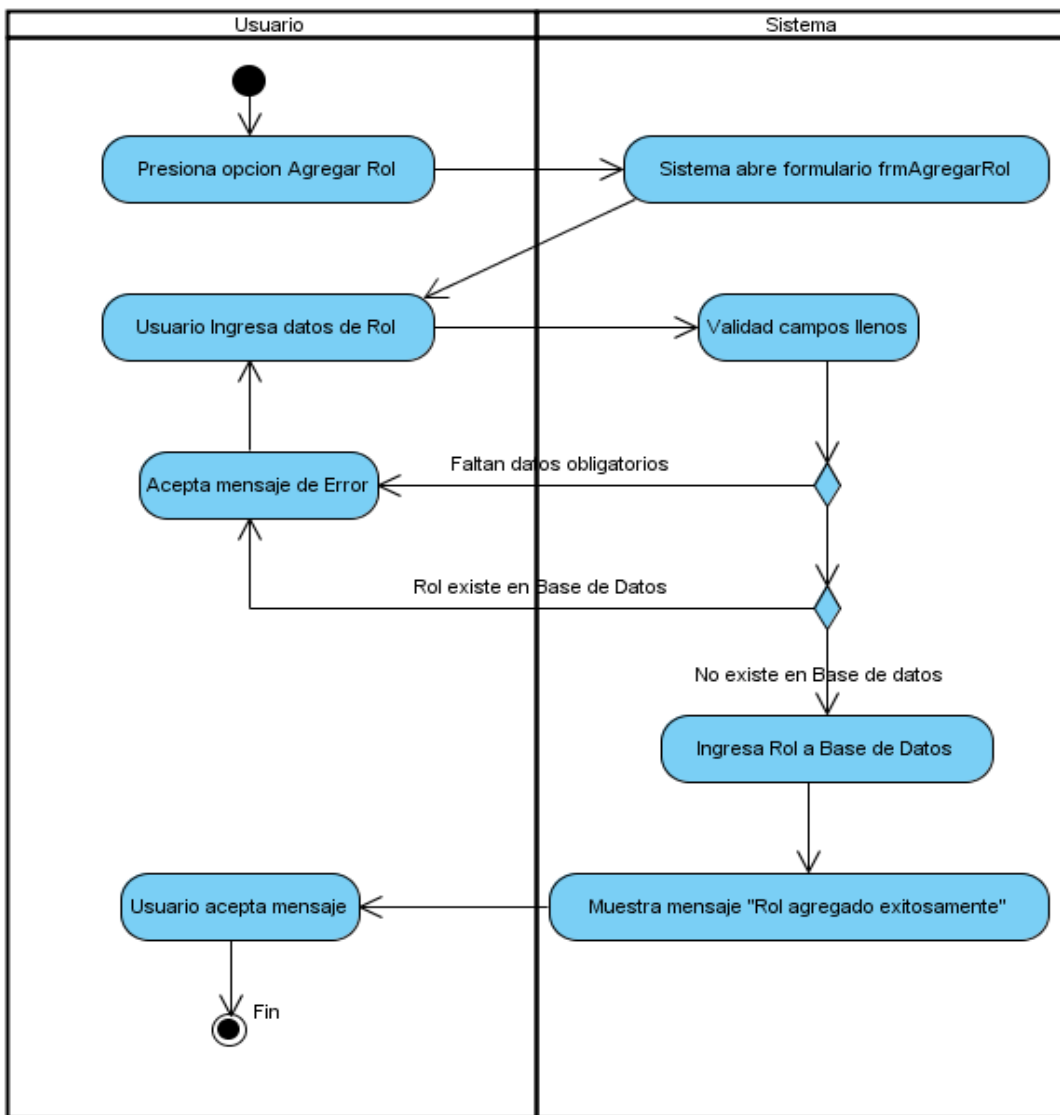 Usuario
Sistema
Presiona opcion Agregar Rol
Sistema abre formulario frmAgregarRol
Usuario Ingresa datos de Rol
Validad campos llenos
Faltan datos obligatorios
Acepta mensaje de Error
Rol existe en Base de Datos
No existe en Base de datos
Ingresa Rol a Base de Datos
Usuario acepta mensaje
Muestra mensaje "Rol agregado exitosamente"
Fin